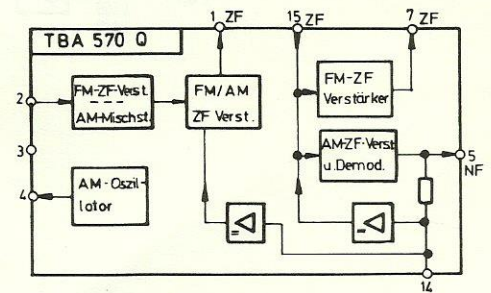 1 ZF
15
7 ZF
TBA 570 Q
FM-ZF-Verst.
AM-Mischst.
FM/AM
ZF Verst.
FM-ZF
Verstärker
2
AM-ZF-Verst
u.Demod.
5
NF
3
4
AM-Oszil-
lator
14